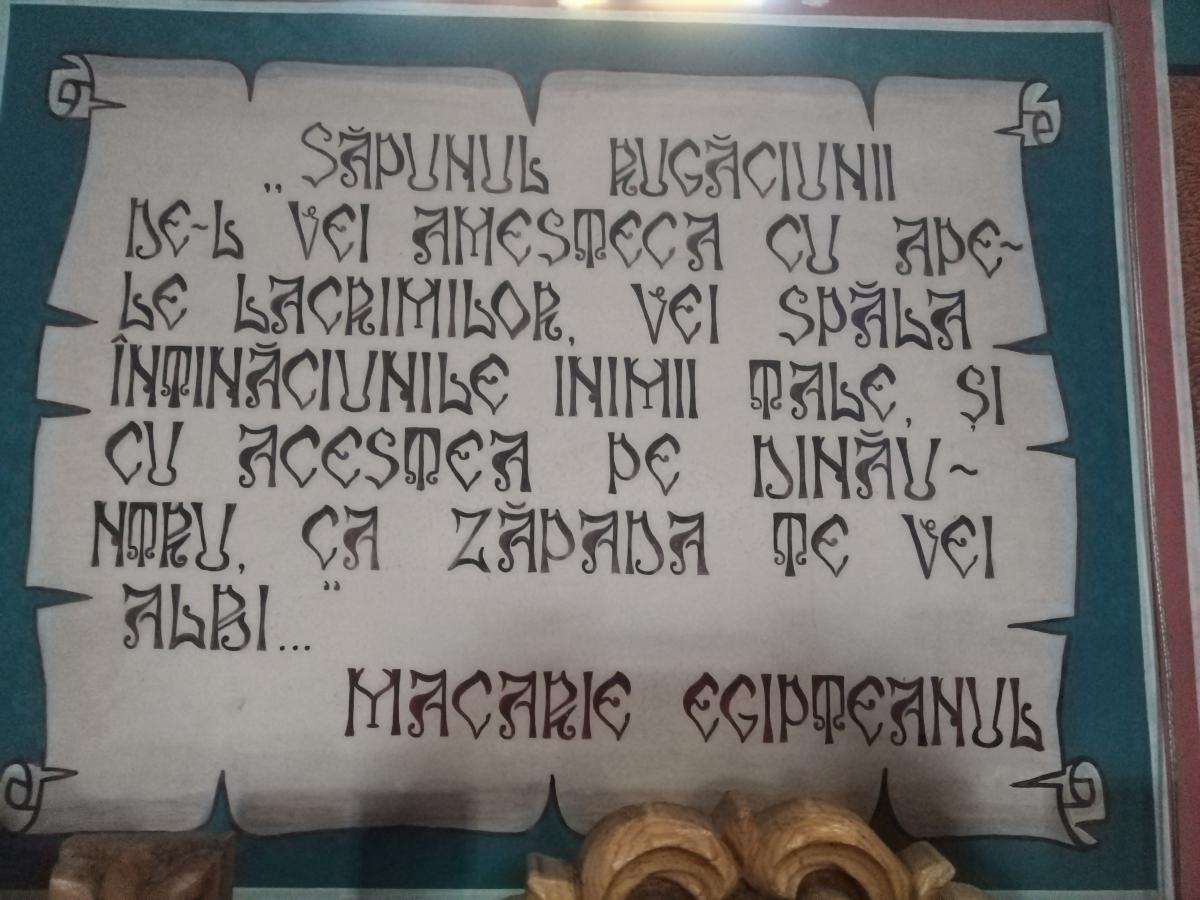 „SĂPUNUL RUGĂCIUNII
DE-L VEI AMESTECA CU APE-
LE LACRIMILOR, VEI SPĂLA
ÎNTINĂCIUNILE INIMII TALE, ȘI
CU ACESTEA PE DINĂU-
NTRU, CA ZĂPADA TE VEI
ALBI..."
MACARIE EGIPTEANUL